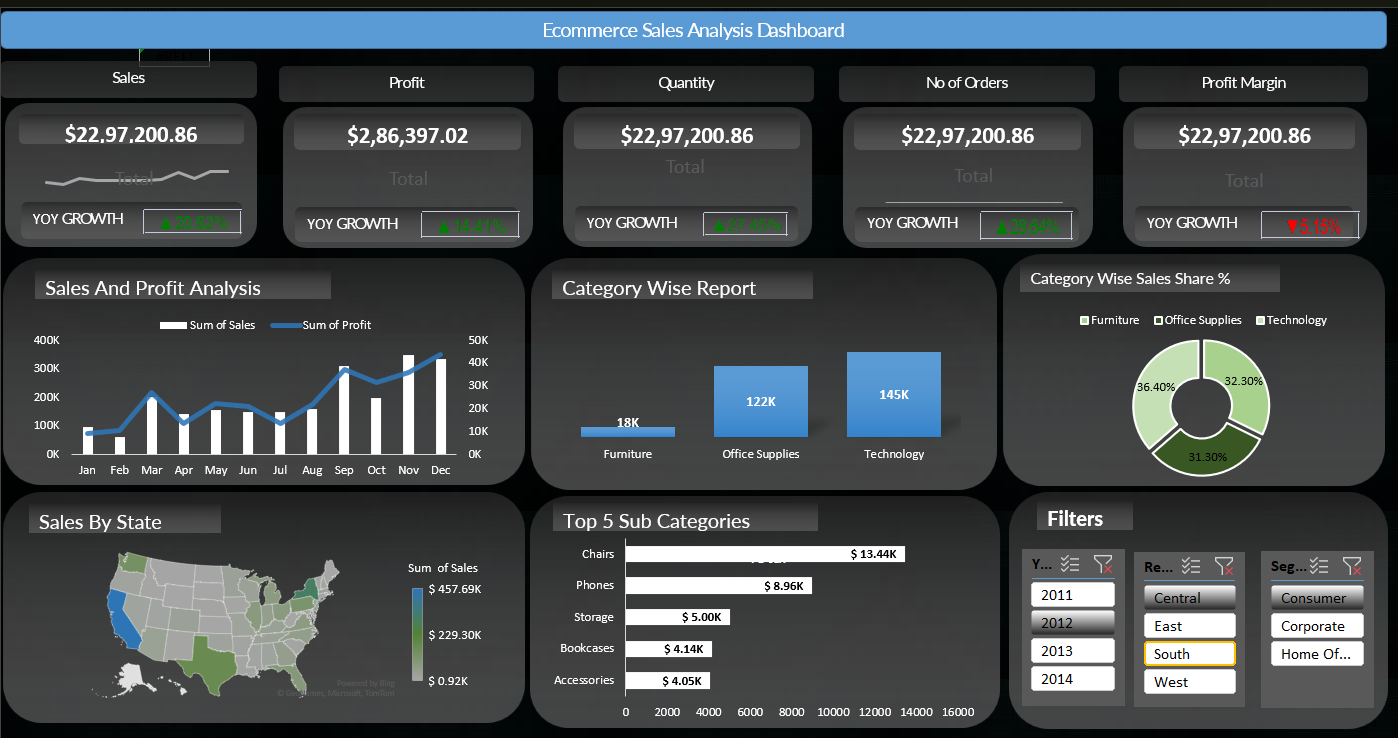 Ecommerce Sales Analysis Dashboard
Sales
Profit
Quantity
No of Orders
Profit Margin
$22,97,200.86
$2,86,397.02
$22,97,200.86
$22,97,200.86
$22,97,200.86
Total
Total
Total
Total
Total
YOY GROWTH
▲20.62%
YOY GROWTH
▲14.41%
YOY GROWTH
YOY GROWTH
YOY GROWTH
▼5.15%
Sales And Profit Analysis
Sum of Sales
Sum of Profit
400K
300K
200K
100K
0K
50K
40K
30K
20K
10K
0K
Jan Feb Mar Apr May Jun Jul Aug Sep Oct Nov Dec
Category Wise Report
18K
122K
145K
Furniture
Office Supplies
Technology
Category Wise Sales Share %
Furniture
Office Supplies
Technology
36.40%
32.30%
31.30%
Sales By State
Sum of Sales
$ 457.69K
$ 229.30K
$ 0.92K
Powered by Bing
© GeoNames, Microsoft, TomTom
Top 5 Sub Categories
Chairs
$ 13.44K
Phones
$ 8.96K
Storage
$ 5.00K
Bookcases
$ 4.14K
Accessories
$ 4.05K
0 2000 4000 6000 8000 10000 12000 14000 16000
Filters
Y...
2011
2012
2013
2014
Re...
Central
East
South
West
Seg...
Consumer
Corporate
Home Of...